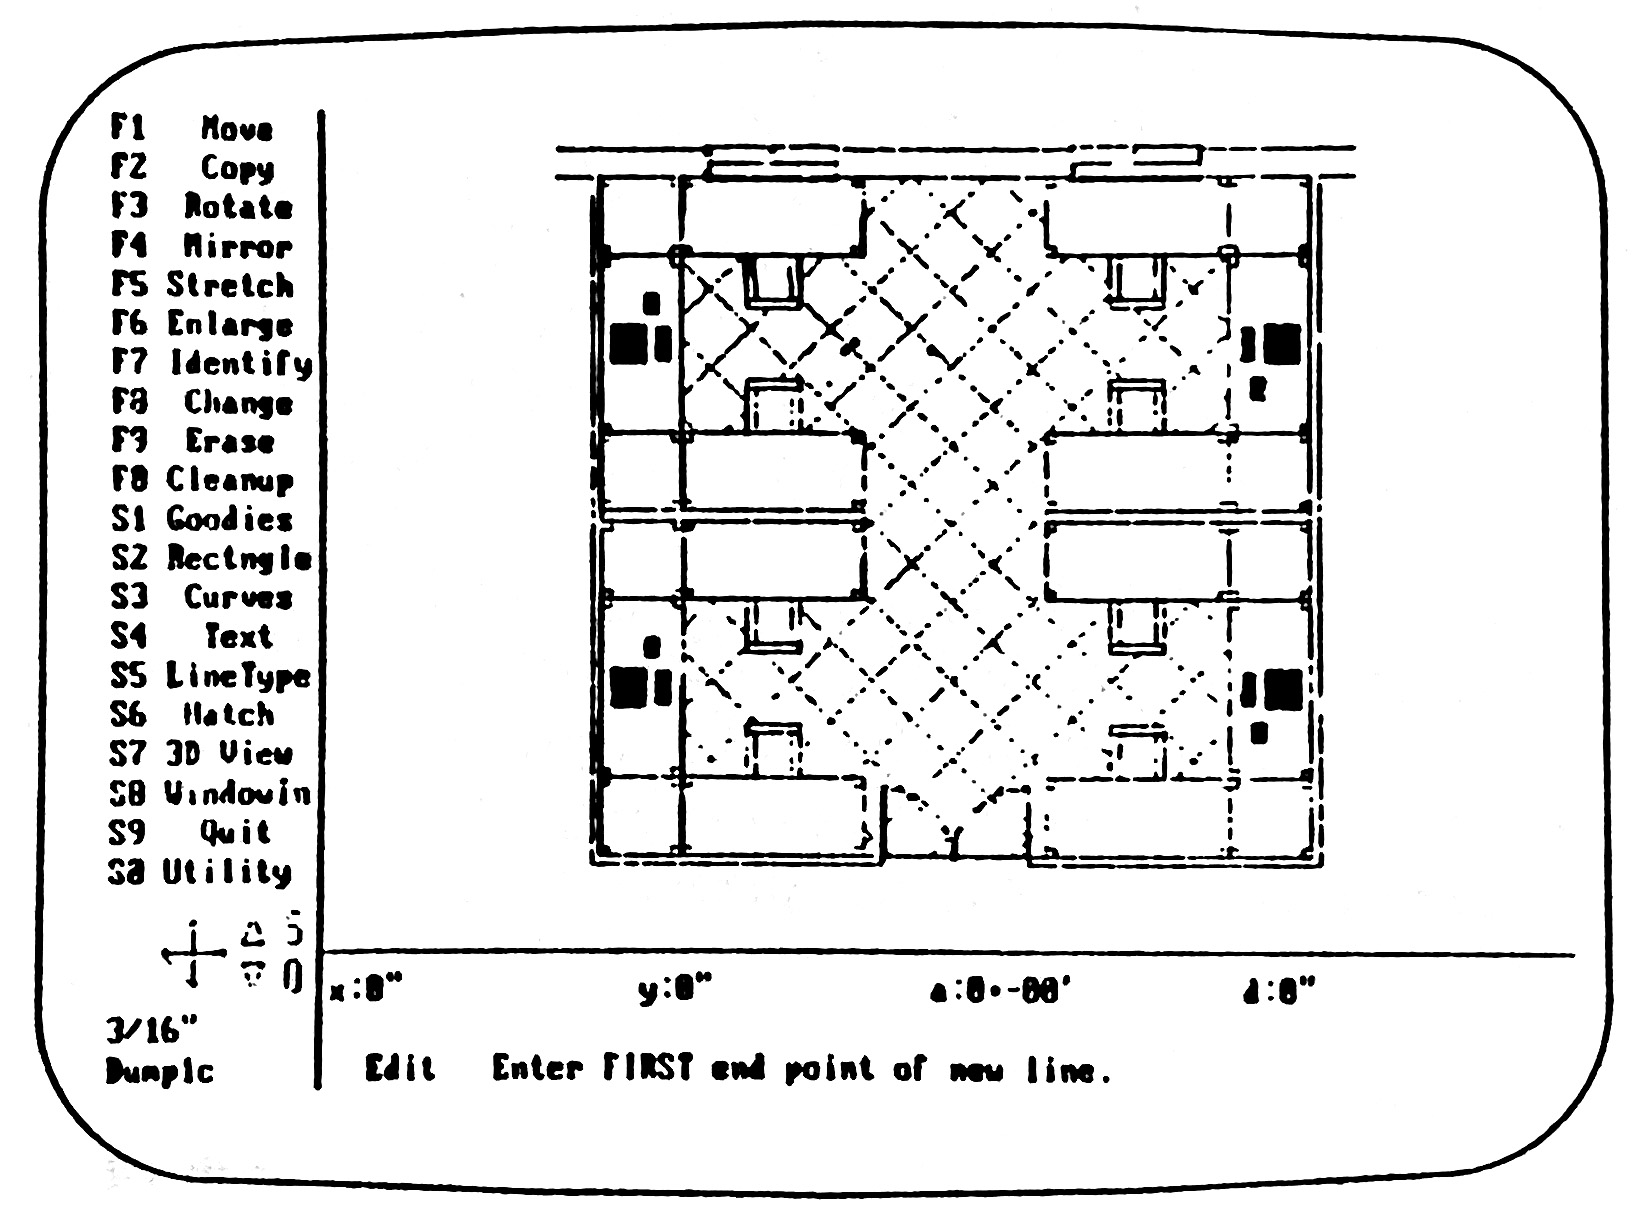 F1 Move
F2 Copy
F3 Rotate
F4 Mirror
F5 Stretch
F6 Enlarge
F7 Identify
F8 Change
F9 Erase
F0 Cleanup
S1 Goodies
S2 Rectngle
S3 Curves
S4 Text
S5 LineType
S6 Hatch
S7 3D View
S8 Windowin
S9 Quit
S0 Utility
x:0" y:0" a:0•-00' d:0"
3/16"
Dumpic Edit Enter FIRST end point of new line.